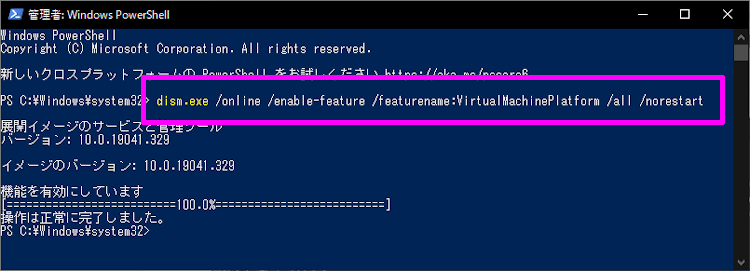 管理者: Windows PowerShell
Windows PowerShell
Copyright (C) Microsoft Corporation. All rights reserved.
新しいクロスプラットフォームの PowerShell をお試しください https://aka.ms/pscore6
PS C:¥Windows¥system32> dism.exe /online /enable-feature /featurename:VirtualMachinePlatform /all /norestart
展開イメージのサービスと管理ツール
バージョン: 10.0.19041.329
イメージのバージョン: 10.0.19041.329
機能を有効にしています
[==========================100.0%==========================]
操作は正常に完了しました。
PS C:¥Windows¥system32>